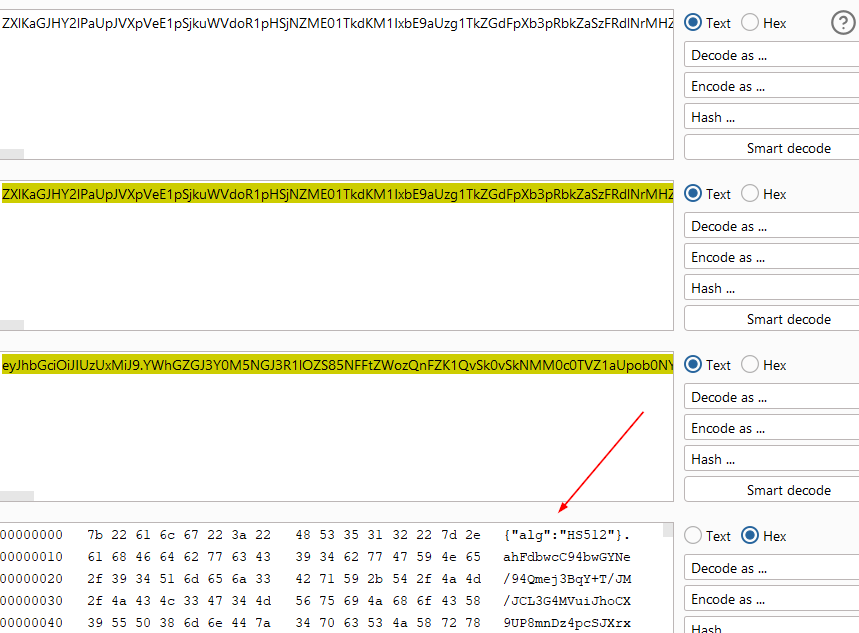 ZXlKaGJHY2lPaUpJVXpVeE1pSjkuWVdoR1pHSjNZME01TkdKM1IxbE9aUzg1TkZGdFpXb3pRbkZaSzFRdlNrMHZ
Text Hex ?
Decode as ...
Encode as ...
Hash ...
Smart decode
ZXlKaGJHY2lPaUpJVXpVeE1pSjkuWVdoR1pHSjNZME01TkdKM1IxbE9aUzg1TkZGdFpXb3pRbkZaSzFRdlNrMHZ
Text Hex
Decode as ...
Encode as ...
Hash ...
Smart decode
eyJhbGciOiJIUzUxMiJ9.YWhGZGJ3Y0M5NGJ3R1lOZS85NFFtZWozQnFZK1QvSk0vSkNMM0c0TVZ1aUpob0NY
Text Hex
Decode as ...
Encode as ...
Hash ...
Smart decode
00000000 7b 22 61 6c 67 22 3a 22 48 53 35 31 32 22 7d 2e {"alg":"HS512"}.
00000010 61 68 46 64 62 77 63 43 39 34 62 77 47 59 4e 65 ahFdbwcC94bwGYNe
00000020 2f 39 34 51 6d 65 6a 33 42 71 59 2b 54 2f 4a 4d /94Qmej3BqY+T/JM
00000030 2f 4a 43 4c 33 47 34 4d 56 75 69 4a 68 6f 43 58 /JCL3G4MVuiJhoCX
00000040 39 55 50 38 6d 6e 44 7a 34 70 63 53 4a 58 72 78 9UP8mnDz4pcSJXrx
Text Hex
Decode as ...
Encode as ...
Hash ...